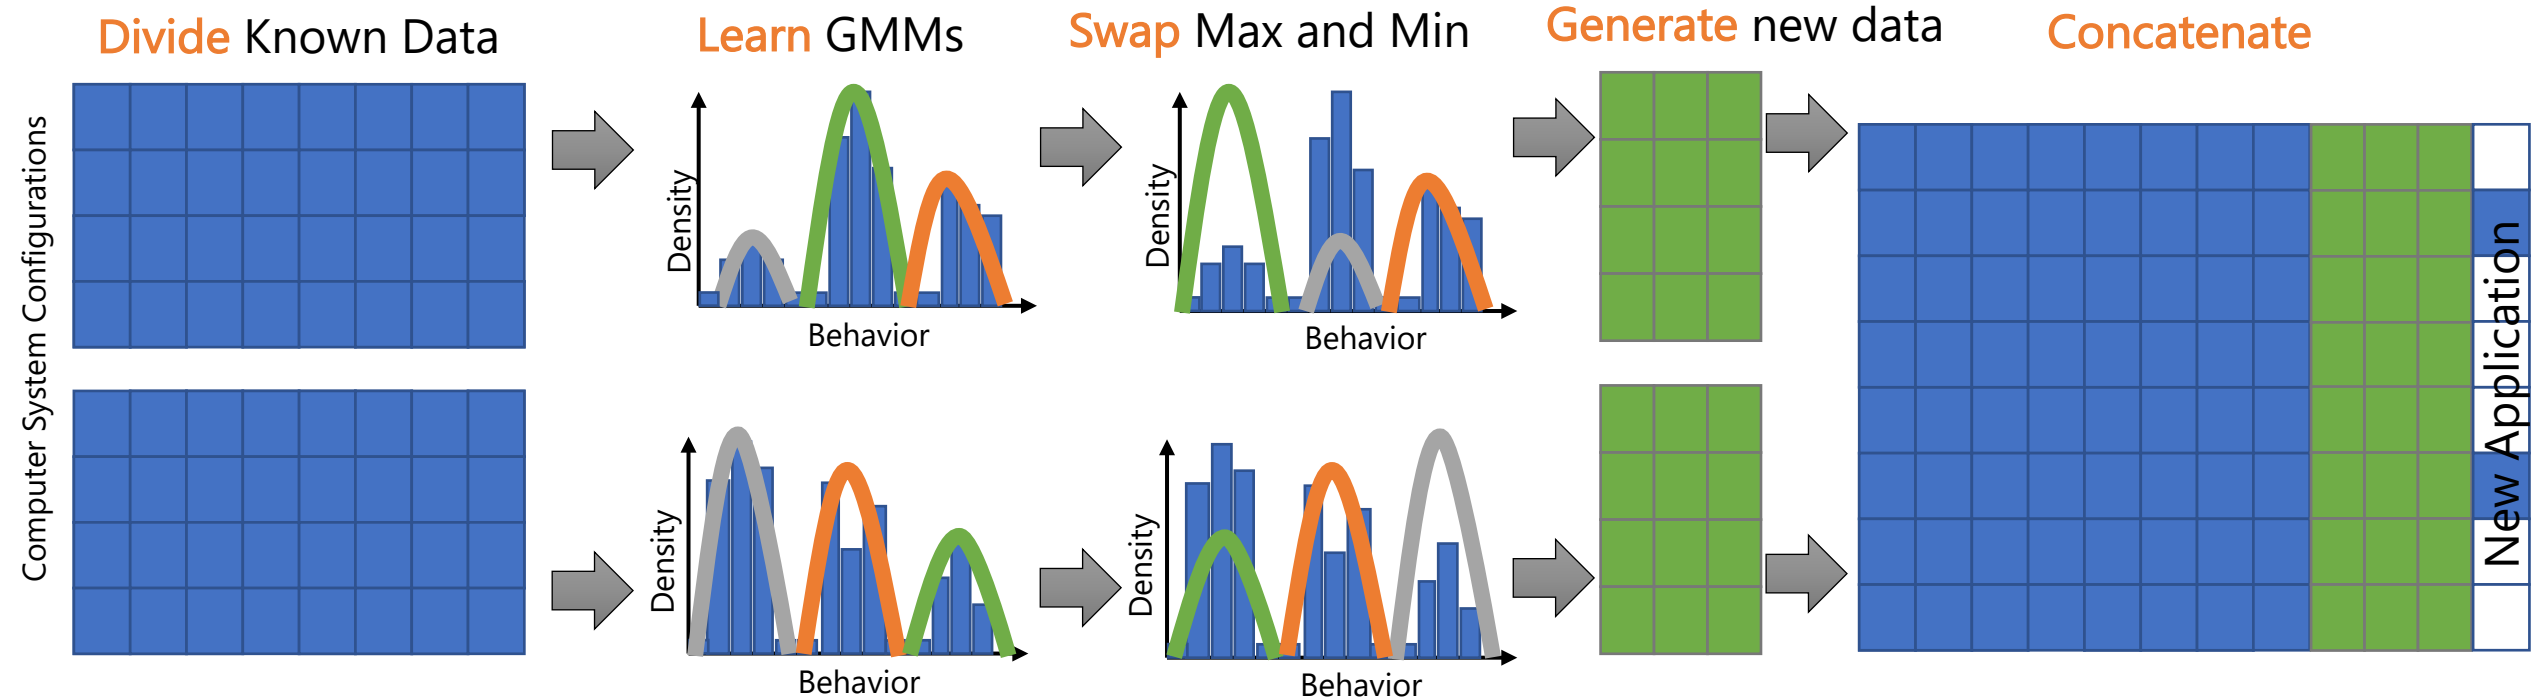 Divide Known Data
Learn GMMs
Swap Max and Min
Generate new data
Concatenate
Computer System Configurations
Density
Behavior
Density
Behavior
Density
Behavior
Density
Behavior
New Application